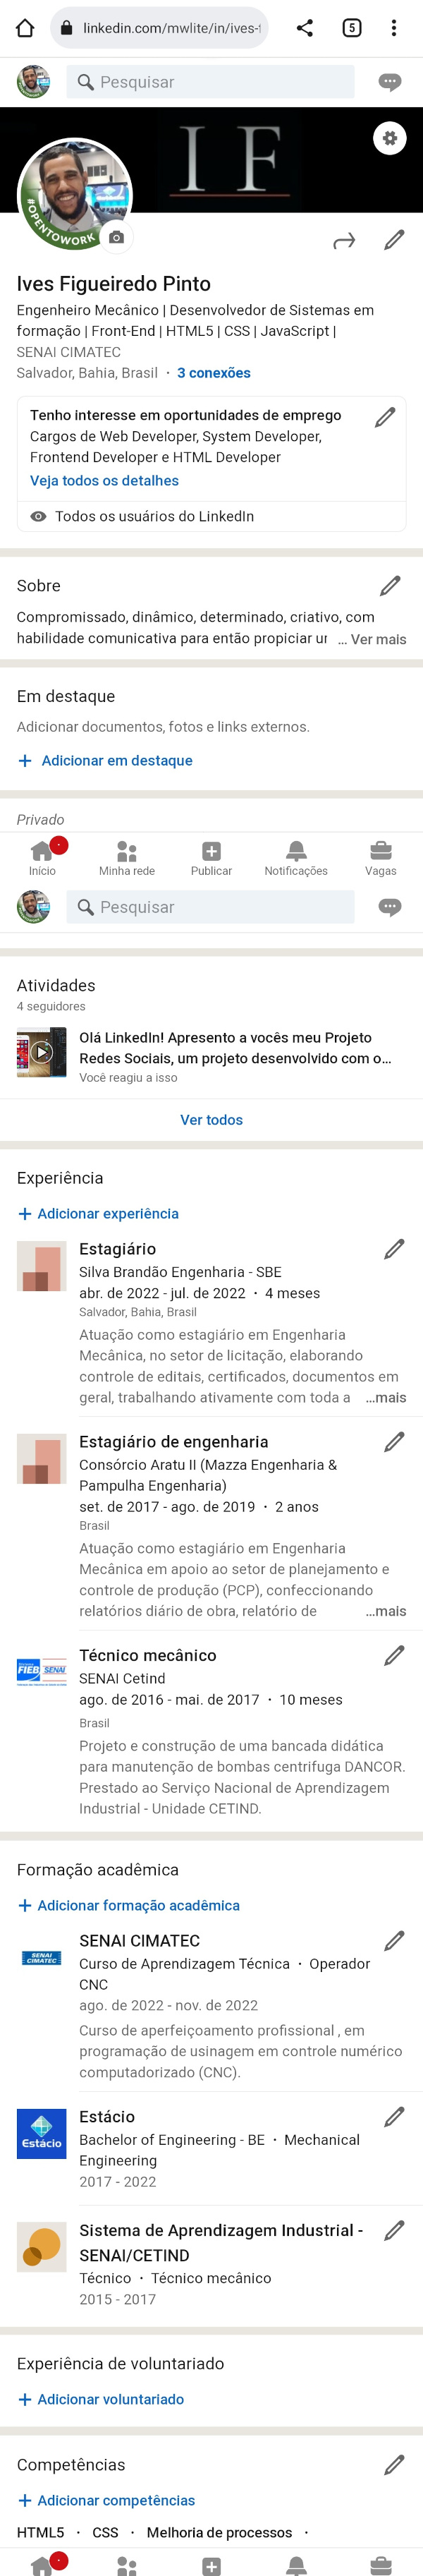 linkedin.com/mwlite/in/ives-
5
Pesquisar
IF
#OPENTOWORK
Ives Figueiredo Pinto
Engenheiro Mecânico | Desenvolvedor de Sistemas em
formação | Front-End | HTML5 | CSS | JavaScript |
SENAI CIMATEC
Salvador, Bahia, Brasil · 3 conexões
Tenho interesse em oportunidades de emprego
Cargos de Web Developer, System Developer,
Frontend Developer e HTML Developer
Veja todos os detalhes
Todos os usuários do LinkedIn
Sobre
Compromissado, dinâmico, determinado, criativo, com
habilidade comunicativa para então propiciar ... Ver mais
Em destaque
Adicionar documentos, fotos e links externos.
+ Adicionar em destaque
Privado
Início Minha rede Publicar Notificações Vagas
Pesquisar
Atividades
4 seguidores
Olá LinkedIn! Apresento a vocês meu Projeto
Redes Sociais, um projeto desenvolvido com o...
Você reagiu a isso
Ver todos
Experiência
+ Adicionar experiência
Estagiário
Silva Brandão Engenharia - SBE
abr. de 2022 - jul. de 2022 · 4 meses
Salvador, Bahia, Brasil
Atuação como estagiário em Engenharia
Mecânica, no setor de licitação, elaborando
controle de editais, certificados, documentos em
geral, trabalhando ativamente com toda a ...mais
Estagiário de engenharia
Consórcio Aratu II (Mazza Engenharia &
Pampulha Engenharia)
set. de 2017 - ago. de 2019 · 2 anos
Brasil
Atuação como estagiário em Engenharia
Mecânica em apoio ao setor de planejamento e
controle de produção (PCP), confeccionando
relatórios diário de obra, relatório de ...mais
FIEB SENAI
Técnico mecânico
SENAI Cetind
ago. de 2016 - mai. de 2017 · 10 meses
Brasil
Projeto e construção de uma bancada didática
para manutenção de bombas centrifuga DANCOR.
Prestado ao Serviço Nacional de Aprendizagem
Industrial - Unidade CETIND.
Formação acadêmica
+ Adicionar formação acadêmica
SENAI CIMATEC
SENAI CIMATEC
Curso de Aprendizagem Técnica · Operador
CNC
ago. de 2022 - nov. de 2022
Curso de aperfeiçoamento profissional , em
programação de usinagem em controle numérico
computadorizado (CNC).
Estácio
Estácio
Bachelor of Engineering - BE · Mechanical
Engineering
2017 - 2022
Sistema de Aprendizagem Industrial -
SENAI/CETIND
Técnico · Técnico mecânico
2015 - 2017
Experiência de voluntariado
+ Adicionar voluntariado
Competências
+ Adicionar competências
HTML5 · CSS · Melhoria de processos ·